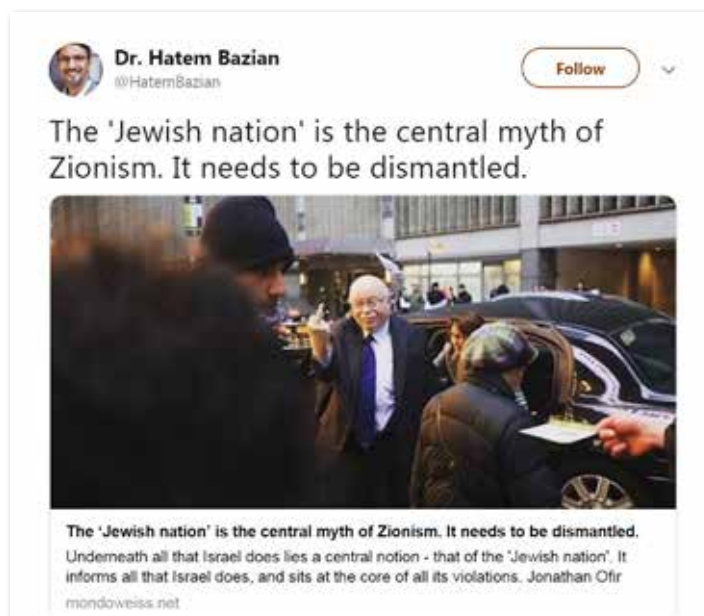 Dr. Hatem Bazian
@HatemBazian
Follow
The 'Jewish nation' is the central myth of
Zionism. It needs to be dismantled.
The 'Jewish nation' is the central myth of Zionism. It needs to be dismantled.
Underneath all that Israel does lies a central notion - that of the "Jewish nation". It
informs all that Israel does, and sits at the core of all its violations. Jonathan Ofir
mondoweiss.net